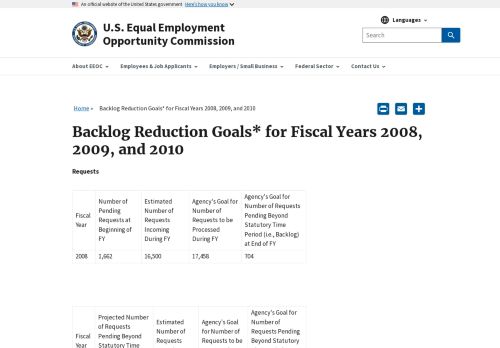 An official website of the United States government Here's how you know
U.S. Equal Employment
Opportunity Commission
Languages
Search
About EEOC
Employees & Job Applicants
Employers / Small Business
Federal Sector
Contact Us
Home » Backlog Reduction Goals* for Fiscal Years 2008, 2009, and 2010
Backlog Reduction Goals* for Fiscal Years 2008,
2009, and 2010
Requests
Fiscal
Year
Number of
Pending
Requests at
Beginning of
FY
Estimated
Number of
Requests
Incoming
During FY
Agency's Goal for
Number of
Requests to be
Processed
During FY
Agency's Goal for
Number of Requests
Pending Beyond
Statutory Time
Period (i.e., Backlog)
at End of FY
2008 1,662 16,500 17,458 704
Fiscal
Year
Projected Number
of Requests
Pending Beyond
Statutory Time
Estimated
Number of
Requests
Agency's Goal
for Number of
Requests to be
Agency's Goal for
Number of
Requests Pending
Beyond Statutory